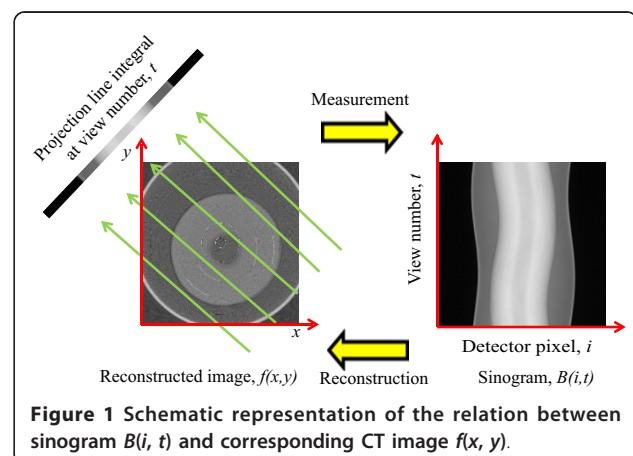 Projection line integral
at view number, t
y
x
Measurement
Reconstruction
View number, t
Detector pixel, i
Reconstructed image, f(x,y)
Sinogram, B(i,t)
Figure 1 Schematic representation of the relation between
sinogram B(i, t) and corresponding CT image f(x, y).